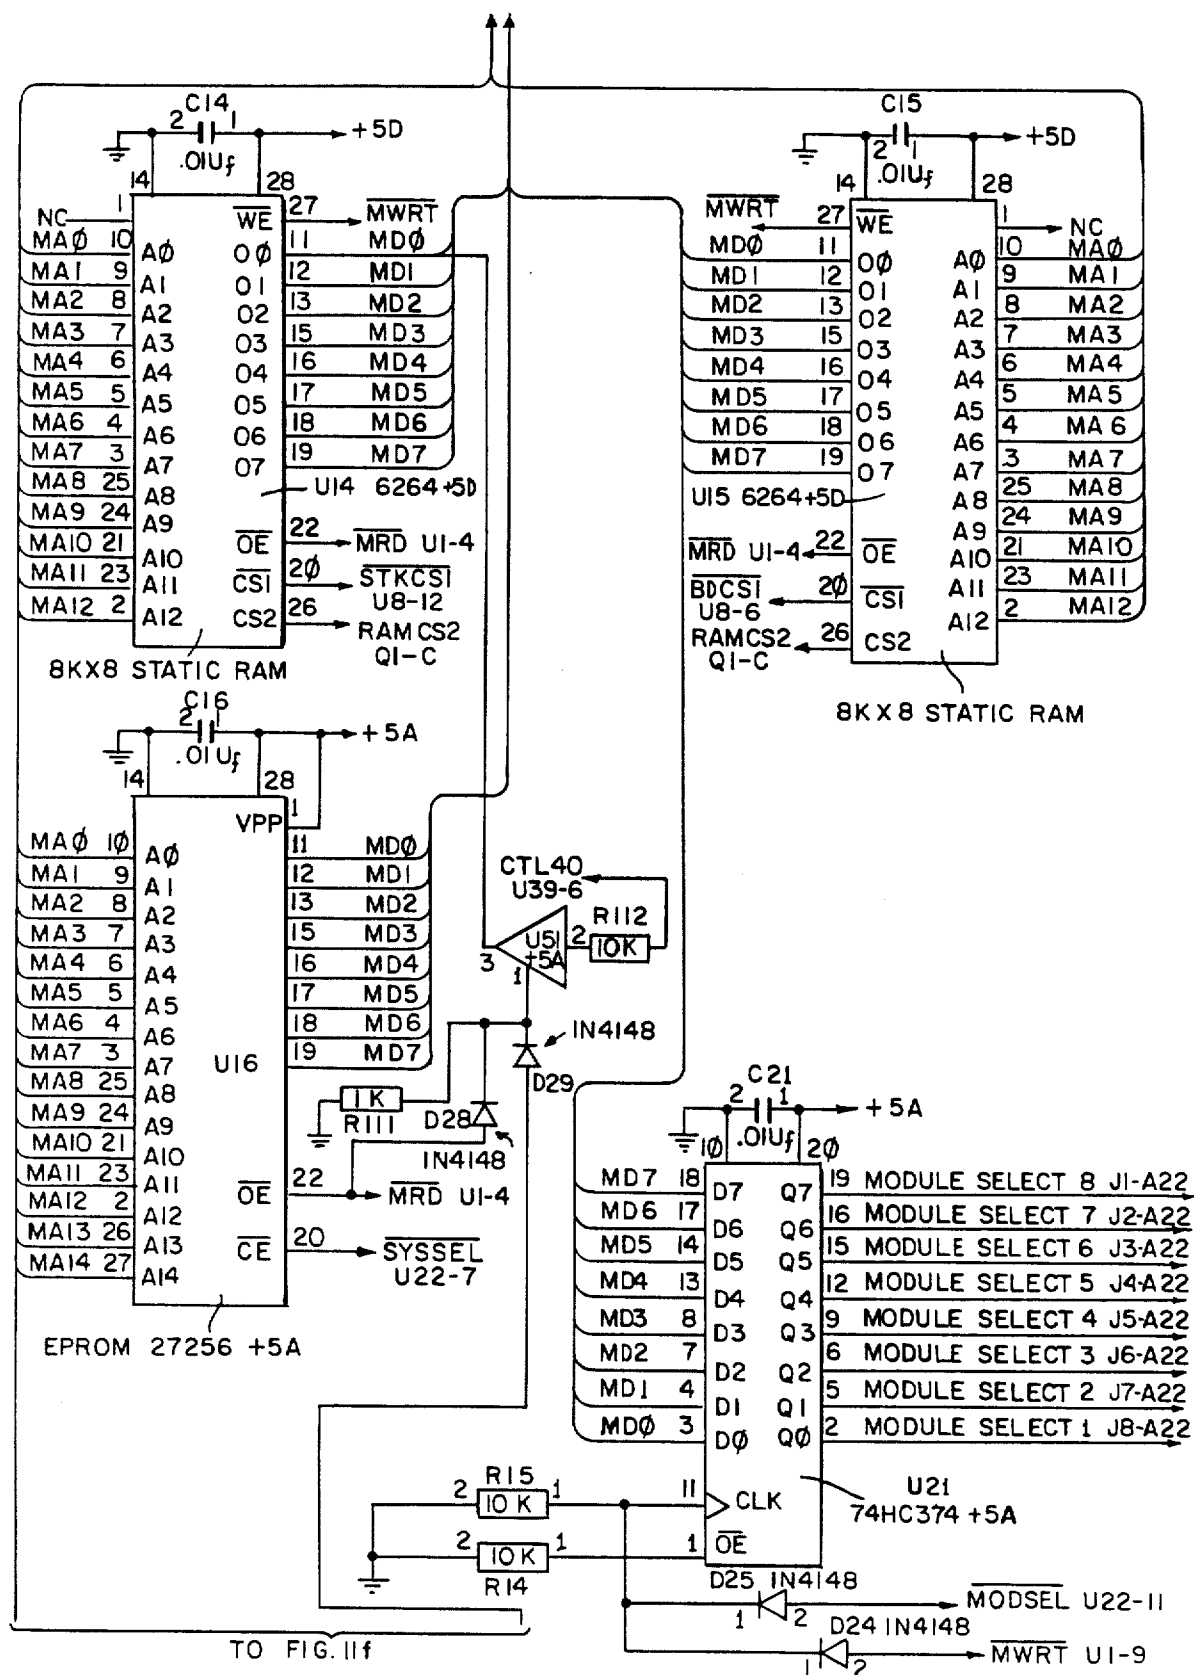 C14
2 1 +5D
.01Uf
14 28
NC 1
WE 27 MWRT
MAØ 10 AØ OØ 11 MDØ
MA1 9 A1 O1 12 MD1
MA2 8 A2 O2 13 MD2
MA3 7 A3 O3 15 MD3
MA4 6 A4 O4 16 MD4
MA5 5 A5 O5 17 MD5
MA6 4 A6 O6 18 MD6
MA7 3 A7 O7 19 MD7
MA8 25 A8
U14 6264+5D
MA9 24 A9
MA10 21 A10 OE 22 MRD U1-4
MA11 23 A11 CS1 2Ø STKCS1
U8-12
MA12 2 A12 CS2 26 RAMCS2
Q1-C
8KX8 STATIC RAM
C15
2 1 +5D
.01Uf
14 28
MWRT 27 WE 1 NC
MDØ 11 OØ AØ 10 MAØ
MD1 12 O1 A1 9 MA1
MD2 13 O2 A2 8 MA2
MD3 15 O3 A3 7 MA3
MD4 16 O4 A4 6 MA4
MD5 17 O5 A5 5 MA5
MD6 18 O6 A6 4 MA6
MD7 19 O7 A7 3 MA7
U15 6264+5D A8 25 MA8
A9 24 MA9
MRD U1-4 22 OE A10 21 MA10
BDCS1 2Ø CS1 A11 23 MA11
U8-6
A12 2 MA12
RAMCS2 26 CS2
Q1-C
8KX8 STATIC RAM
C16
2 1 +5A
.01Uf
14 28
1
VPP
MAØ 1Ø AØ 11 MDØ
MA1 9 A1 12 MD1
MA2 8 A2 13 MD2
MA3 7 A3 15 MD3
MA4 6 A4 16 MD4
MA5 5 A5 17 MD5
MA6 4 A6 18 MD6
MA7 3 A7 U16 19 MD7
MA8 25 A8
MA9 24 A9
MA10 21 A10
MA11 23 A11
MA12 2 A12 OE 22 MRD U1-4
MA13 26 A13 CE 20 SYSSEL
U22-7
MA14 27 A14
EPROM 27256 +5A
CTL40
U39-6
R112
10K
2
U51
+5A
3
1
IN4148
D29
1K
R111
D28
IN4148
C21
2 1 +5A
.01Uf
1Ø 2Ø
MD7 18 D7 Q7 19 MODULE SELECT 8 J1-A22
MD6 17 D6 Q6 16 MODULE SELECT 7 J2-A22
MD5 14 D5 Q5 15 MODULE SELECT 6 J3-A22
MD4 13 D4 Q4 12 MODULE SELECT 5 J4-A22
MD3 8 D3 Q3 9 MODULE SELECT 4 J5-A22
MD2 7 D2 Q2 6 MODULE SELECT 3 J6-A22
MD1 4 D1 Q1 5 MODULE SELECT 2 J7-A22
MDØ 3 DØ QØ 2 MODULE SELECT 1 J8-A22
U21
74HC374 +5A
R15
2 10K 1 11 CLK
2 10K 1 1 OE
R14
D25 IN4148
1 2 MODSEL U22-11
D24 IN4148
1 2 MWRT U1-9
TO FIG.11f